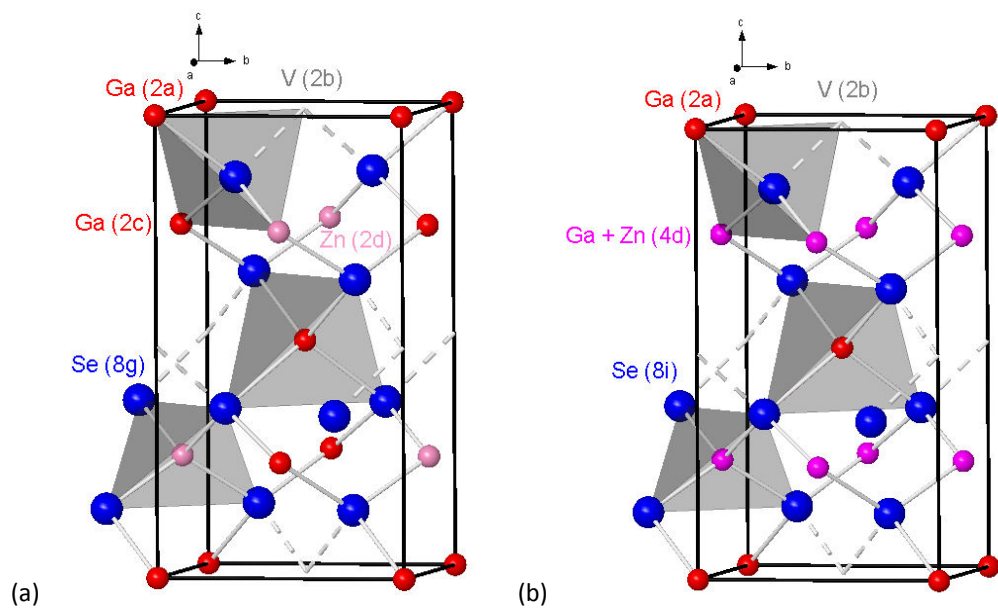 c
b
a
V (2b)
Ga (2a)
Ga (2c)
Zn (2d)
Se (8g)
(a)
c
b
a
V (2b)
Ga (2a)
Ga + Zn (4d)
Se (8i)
(b)